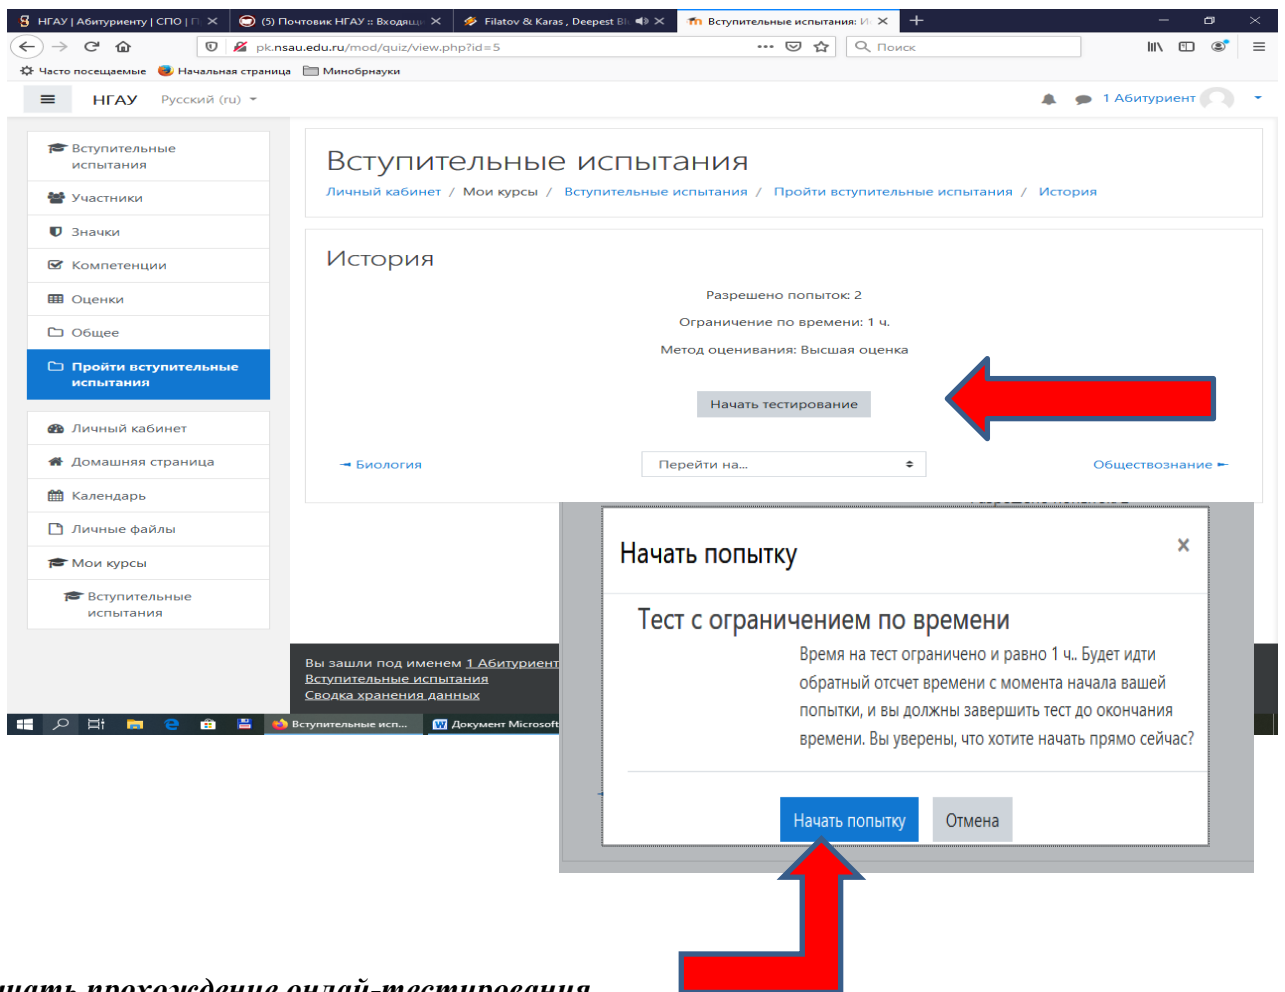 НГАУ | Абитуриенту | СПО | П
(5) Почтовик НГАУ :: Входящи
Filatov & Karas , Deepest Bl
Вступительные испытания: И
pk.nsau.edu.ru/mod/quiz/view.php?id=5
Поиск
Часто посещаемые
Начальная страница
Минобрнауки
НГАУ
Русский (ru)
1 Абитуриент
Вступительные
испытания
Участники
Значки
Компетенции
Оценки
Общее
Пройти вступительные
испытания
Личный кабинет
Домашняя страница
Календарь
Личные файлы
Мои курсы
Вступительные
испытания
Вступительные испытания
Личный кабинет / Мои курсы / Вступительные испытания / Пройти вступительные испытания / История
История
Разрешено попыток: 2
Ограничение по времени: 1 ч.
Метод оценивания: Высшая оценка
Начать тестирование
Биология
Перейти на...
Обществознание
Начать попытку
×
Тест с ограничением по времени
Время на тест ограничено и равно 1 ч.. Будет идти
обратный отсчет времени с момента начала вашей
попытки, и вы должны завершить тест до окончания
времени. Вы уверены, что хотите начать прямо сейчас?
Начать попытку
Отмена
Вы зашли под именем 1 Абитуриент
Вступительные испытания
Сводка хранения данных
Вступительные исп...
Документ Microsoft
прохождение онлай-тестирования